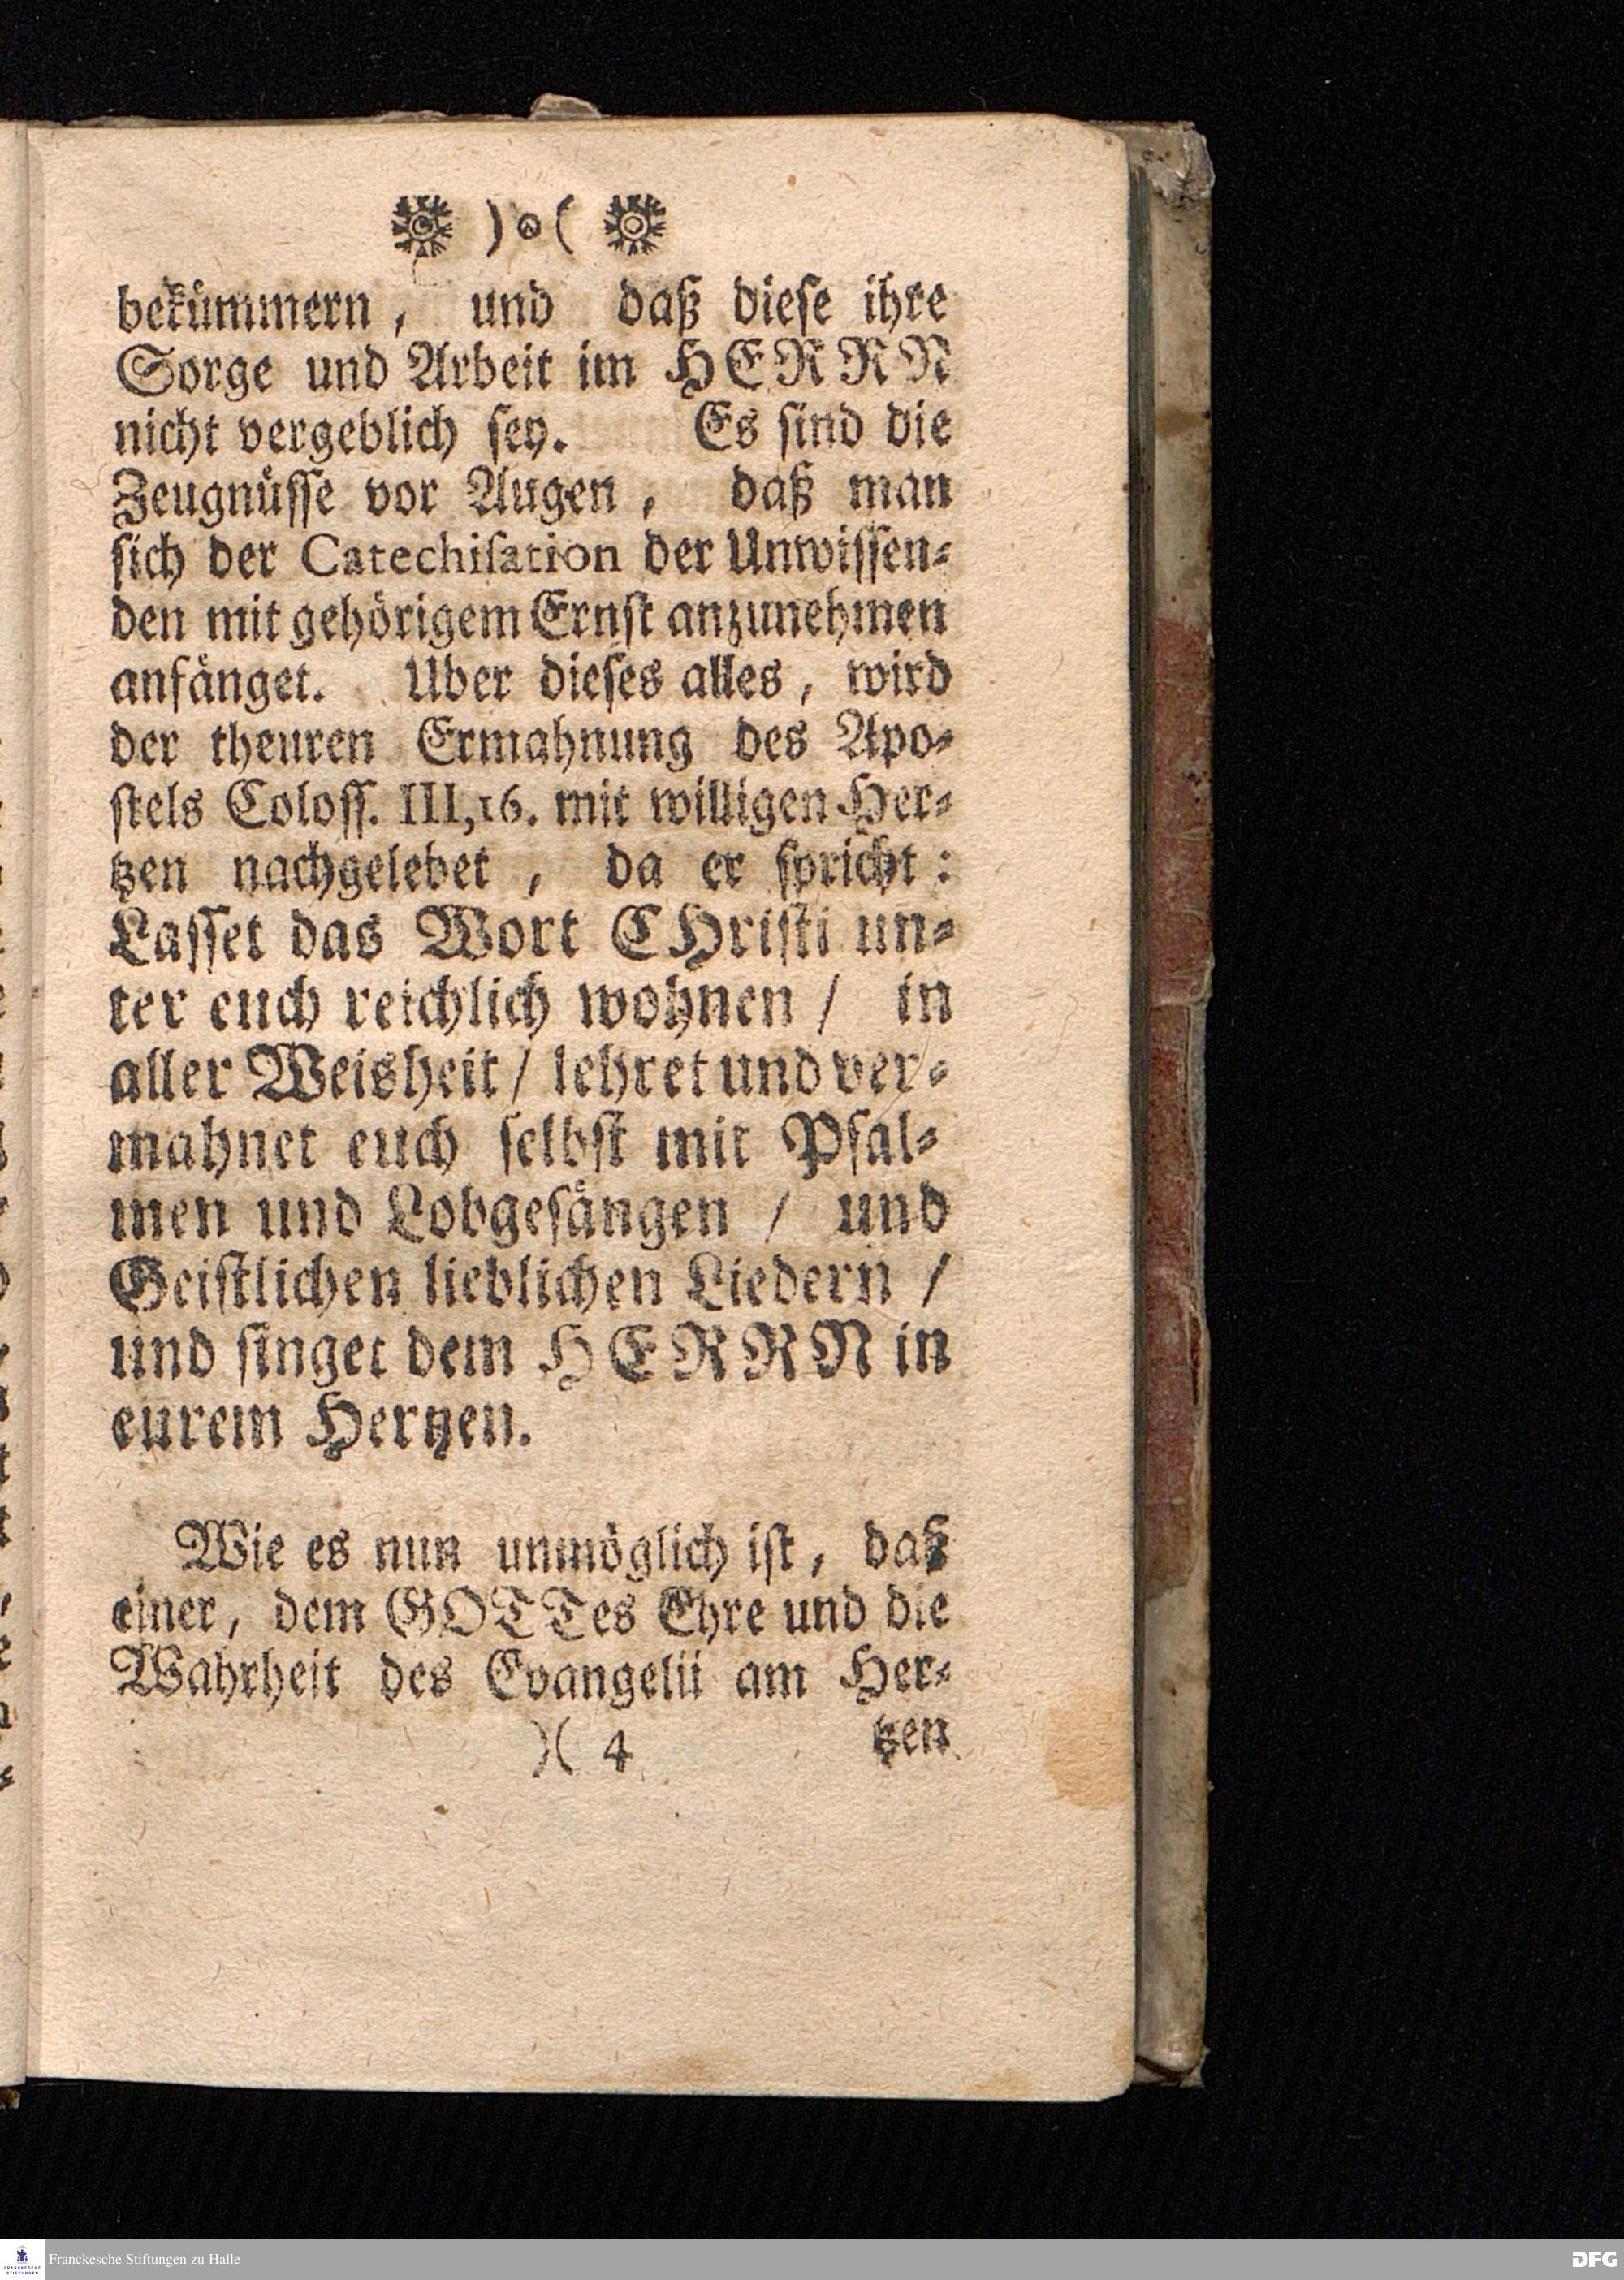 )o(
bekümmern, und daß diese ihre
Sorge und Arbeit im HERRN
nicht vergeblich sey. Es sind die
Zeugnüsse vor Augen, daß man
sich der Catechisation der Unwissen-
den mit gehörigem Ernst anzunehmen
anfänget. Uber dieses alles, wird
der theuren Ermahnung des Apo-
stels Coloss. III, 16. mit willigen Her-
tzen nachgelebet, da er spricht:
Lasset das Wort CHristi un-
ter euch reichlich wohnen / in
aller Weisheit / lehret und ver-
mahnet euch selbst mit Psal-
men und Lobgesängen / und
Geistlichen lieblichen Liedern /
und singet dem HERRN in
eurem Hertzen.
Wie es nun unmöglich ist, daß
einer, dem GOTTes Ehre und die
Wahrheit des Evangelii am Her-
)( 4 tzen
Franckesche Stiftungen zu Halle
DFG